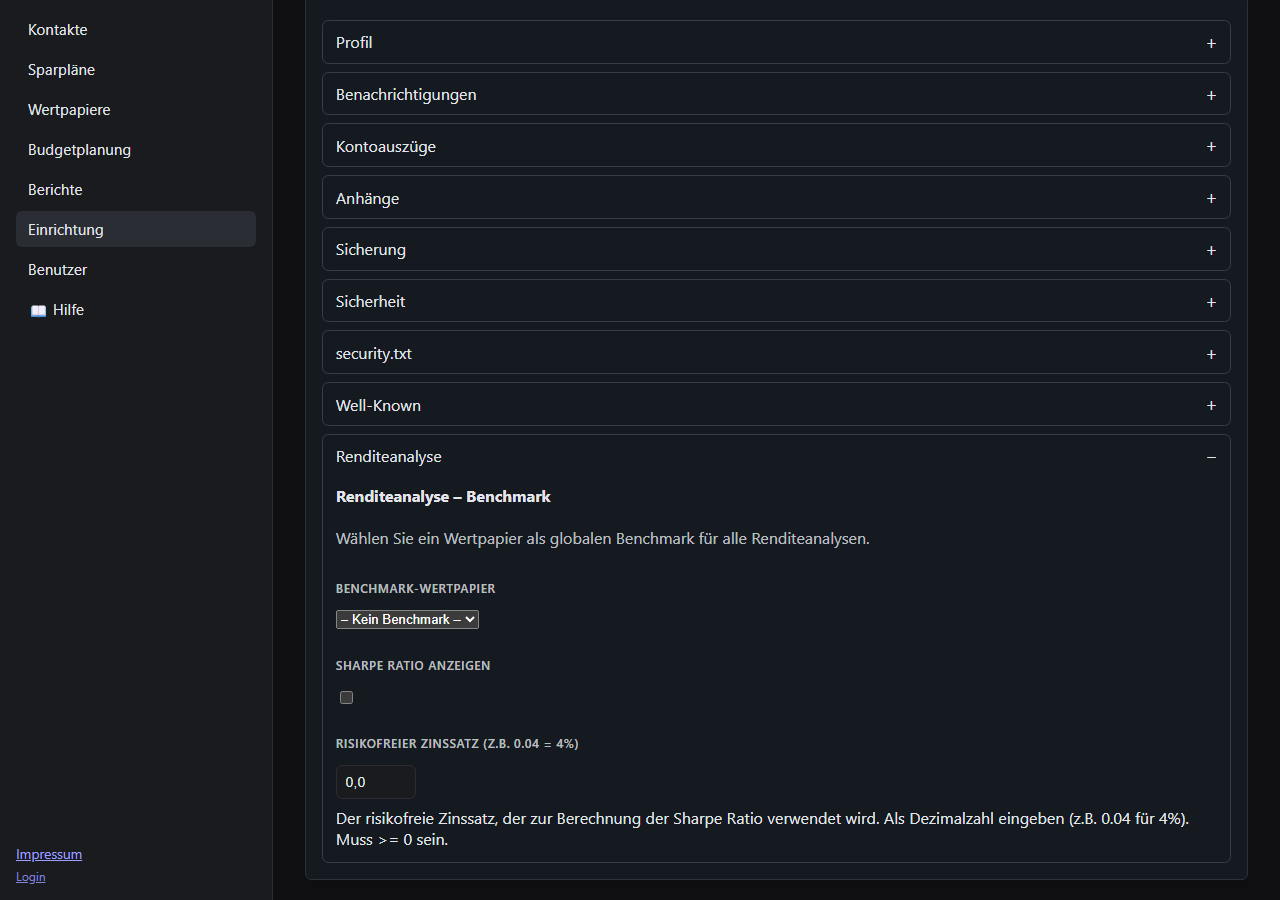 Kontakte
Sparpläne
Wertpapiere
Budgetplanung
Berichte
Einrichtung
Benutzer
Hilfe
Impressum
Login
Profil +
Benachrichtigungen +
Kontoauszüge +
Anhänge +
Sicherung +
Sicherheit +
security.txt +
Well-Known +
Renditeanalyse –
Renditeanalyse – Benchmark
Wählen Sie ein Wertpapier als globalen Benchmark für alle Renditeanalysen.
BENCHMARK-WERTPAPIER
– Kein Benchmark –
SHARPE RATIO ANZEIGEN
RISIKOFREIER ZINSSATZ (Z.B. 0.04 = 4%)
0,0
Der risikofreie Zinssatz, der zur Berechnung der Sharpe Ratio verwendet wird. Als Dezimalzahl eingeben (z.B. 0.04 für 4%).
Muss >= 0 sein.